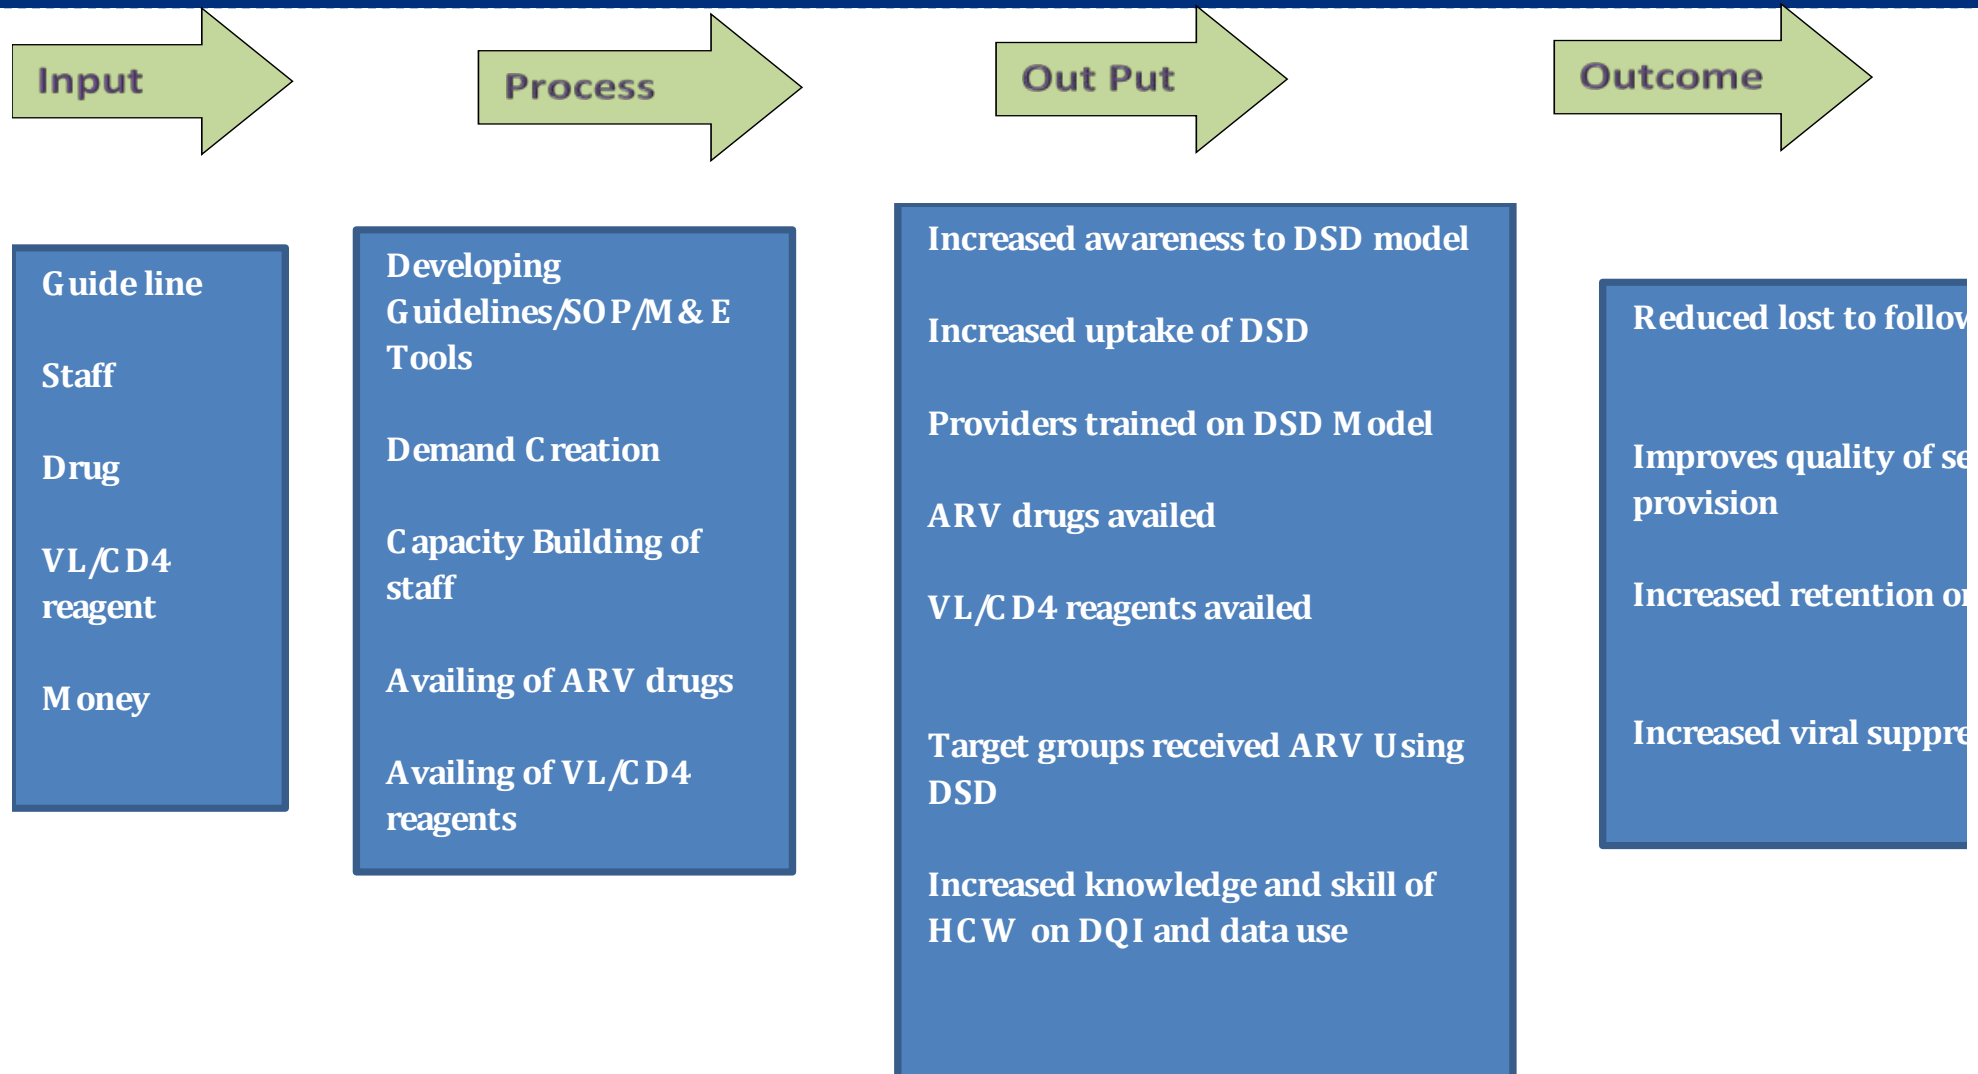 Input
Process
Out Put
Outcome
Guide line
Staff
Drug
VL/CD4
reagent
Money
Developing
Guidelines/SOP/M&E
Tools
Demand Creation
Capacity Building of
staff
Availing of ARV drugs
Availing of VL/CD4
reagents
Increased awareness to DSD model
Increased uptake of DSD
Providers trained on DSD Model
ARV drugs availed
VL/CD4 reagents availed
Target groups received ARV Using
DSD
Increased knowledge and skill of
HCW on DQI and data use
Reduced lost to
Improves quality of
provision
Increased retention
Increased viral